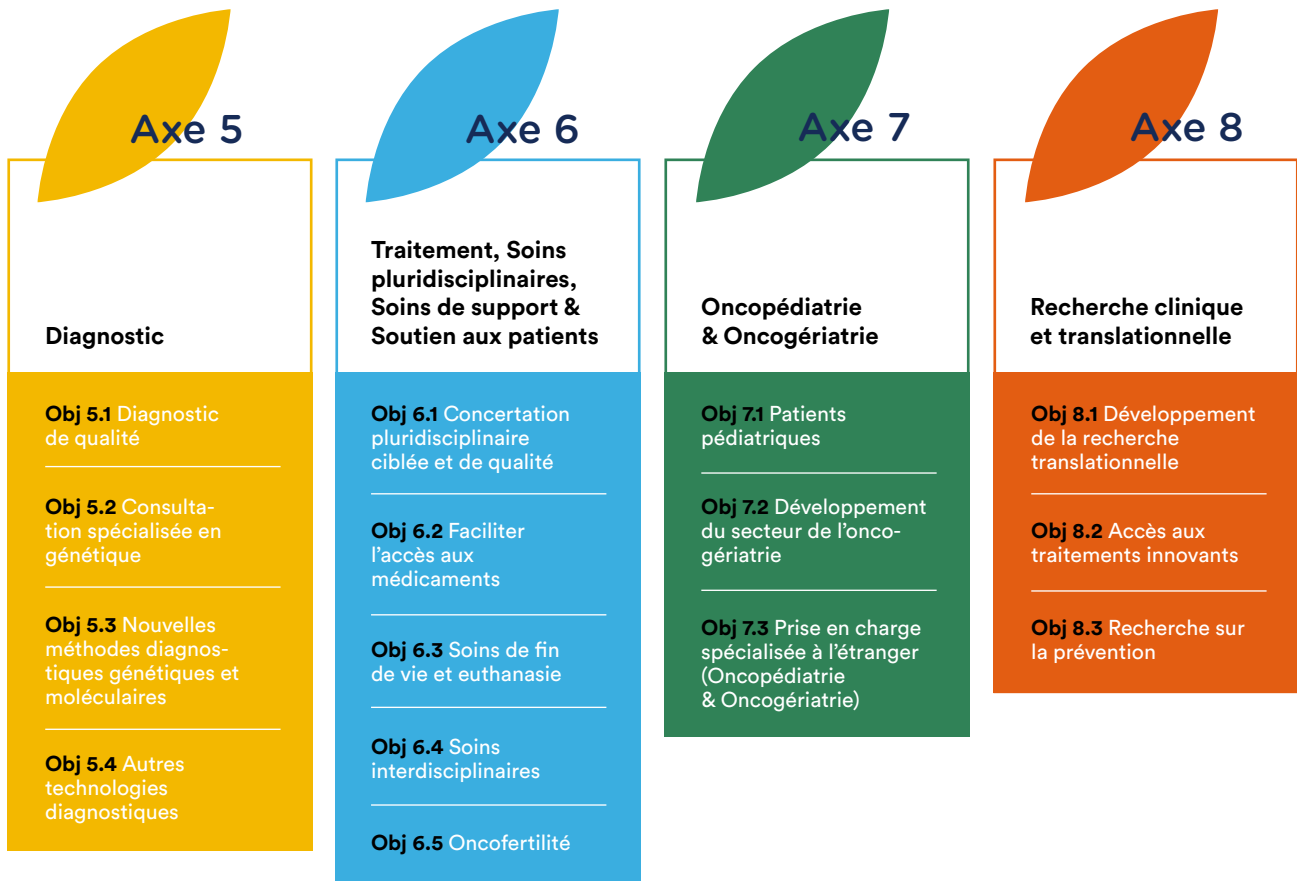 Axe 5
Diagnostic
Obj 5.1 Diagnostic
de qualité
Obj 5.2 Consulta-
tion spécialisée en
génétique
Obj 5.3 Nouvelles
méthodes diagnos-
tiques génétiques et
moléculaires
Obj 5.4 Autres
technologies
diagnostiques
Axe 6
Traitement, Soins
pluridisciplinaires,
Soins de support &
Soutien aux patients
Obj 6.1 Concertation
pluridisciplinaire
ciblée et de qualité
Obj 6.2 Faciliter
l'accès aux
médicaments
Obj 6.3 Soins de fin
de vie et euthanasie
Obj 6.4 Soins
interdisciplinaires
Obj 6.5 Oncofertilité
Axe 7
Oncopédiatrie
& Oncogériatrie
Obj 7.1 Patients
pédiatriques
Obj 7.2 Développement
du secteur de l'onco-
gériatrie
Obj 7.3 Prise en charge
spécialisée à l'étranger
(Oncopédiatrie
& Oncogériatrie)
Axe 8
Recherche clinique
et translationnelle
Obj 8.1 Développement
de la recherche
translationnelle
Obj 8.2 Accès aux
traitements innovants
Obj 8.3 Recherche sur
la prévention